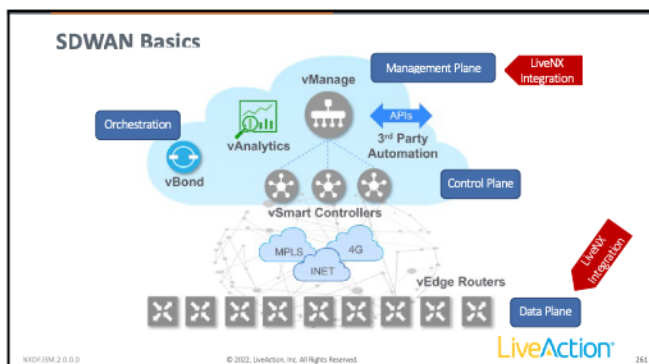 SDWAN Basics
Management Plane
LiveNX
Integration
vManage
Orchestration
APIs
vAnalytics
3rd Party
Automation
vBond
Control Plane
vSmart Controllers
MPLS
4G
INET
LiveNX
Integration
vEdge Routers
Data Plane
LiveAction
NXOF.ISM.2.0.0.0
© 2022, LiveAction, Inc. All Rights Reserved.
261